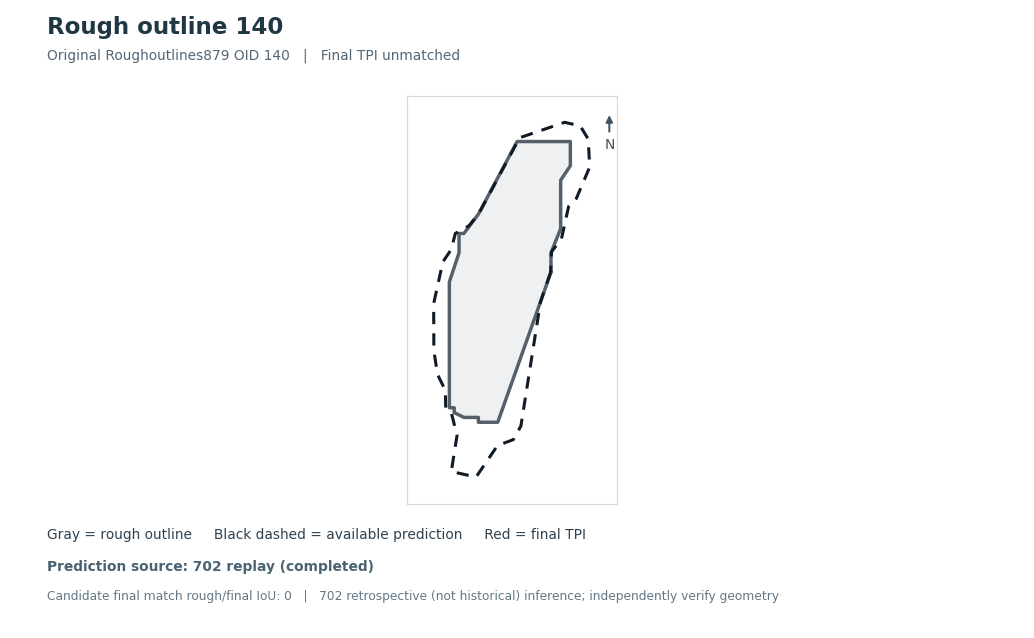 Rough outline 140
Original Roughoutlines879 OID 140   |   Final TPI unmatched
N
Gray = rough outline     Black dashed = available prediction     Red = final TPI
Prediction source: 702 replay (completed)
Candidate final match rough/final IoU: 0   |   702 retrospective (not historical) inference; independently verify geometry